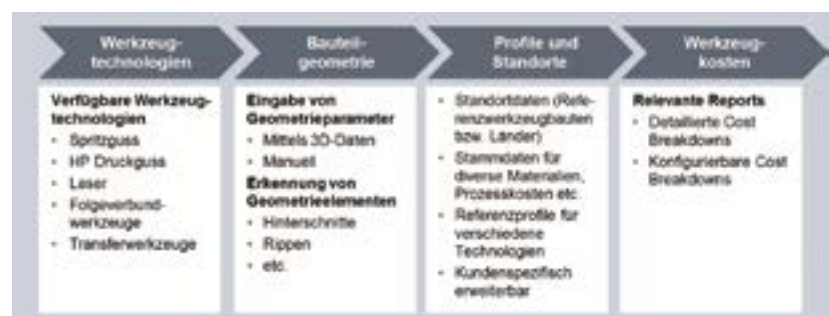 Werkzeug-
technologien
Verfügbare Werkzeug-
technologien
• Spritzguss
• HP Druckguss
• Laser
• Folgeverbund-
werkzeuge
• Transferwerkzeuge
Bauteil-
geometrie
Eingabe von
Geometrieparameter
• Mittels 3D-Daten
• Manuell
Erkennung von
Geometrieelementen
• Hinterschnitte
• Rippen
• etc.
Profile und
Standorte
• Standortdaten (Refe-
renzwerkzeugbauten
bzw. Länder)
• Stammdaten für
diverse Materialien,
Prozesskosten etc.
• Referenzprofile für
verschiedene
Technologien
• Kundenspezifisch
erweiterbar
Werkzeug-
kosten
Relevante Reports
• Detaillierte Cost
Breakdowns
• Konfigurierbare Cost
Breakdowns